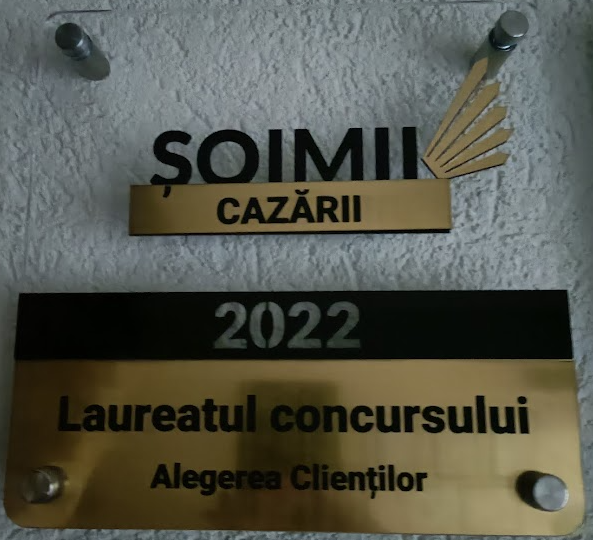 ȘOIMII
CAZĂRII
2022
Laureatul concursului
Alegerea Clienților